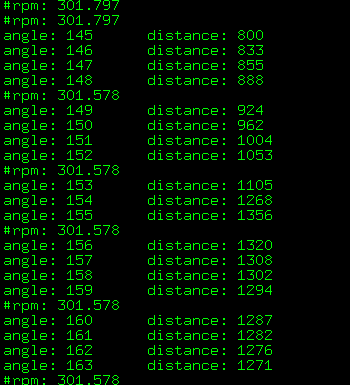 #rpm: 301.797
#rpm: 301.797
angle: 145 distance: 800
angle: 146 distance: 833
angle: 147 distance: 855
angle: 148 distance: 888
#rpm: 301.578
angle: 149 distance: 924
angle: 150 distance: 962
angle: 151 distance: 1004
angle: 152 distance: 1053
#rpm: 301.578
angle: 153 distance: 1105
angle: 154 distance: 1268
angle: 155 distance: 1356
#rpm: 301.578
angle: 156 distance: 1320
angle: 157 distance: 1308
angle: 158 distance: 1302
angle: 159 distance: 1294
#rpm: 301.578
angle: 160 distance: 1287
angle: 161 distance: 1282
angle: 162 distance: 1276
angle: 163 distance: 1271
#rpm: 301.578